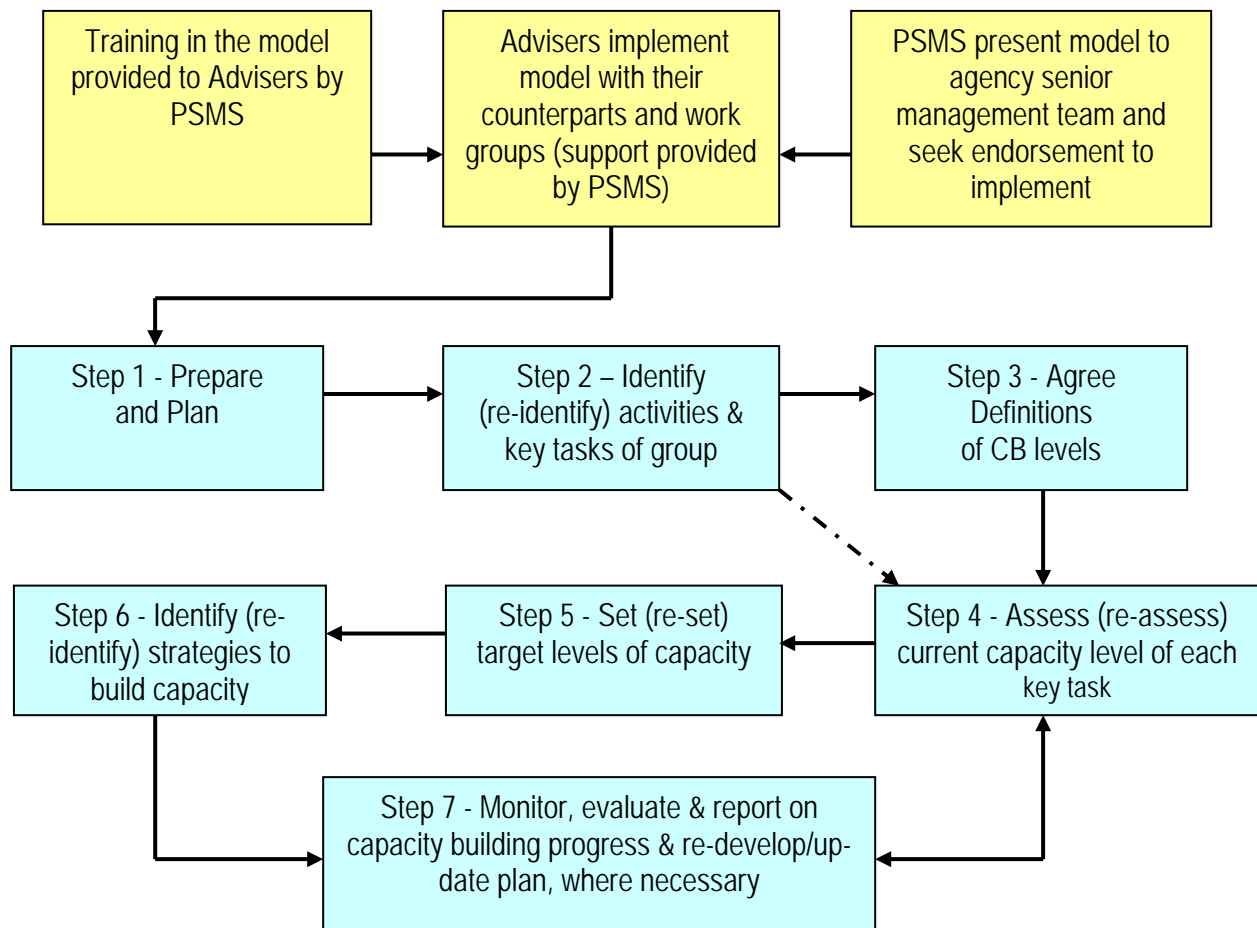 Training in the model
provided to Advisers by
PSMS
Advisers implement
model with their
counterparts and work
groups (support provided
by PSMS)
PSMS present model to
agency senior
management team and
seek endorsement to
implement
Step 1 - Prepare
and Plan
Step 2 – Identify
(re-identify) activities &
key tasks of group
Step 3 - Agree
Definitions
of CB levels
Step 6 - Identify (re-
identify) strategies to
build capacity
Step 5 - Set (re-set)
target levels of capacity
Step 4 - Assess (re-assess)
current capacity level of each
key task
Step 7 - Monitor, evaluate & report on
capacity building progress & re-develop/up-
date plan, where necessary